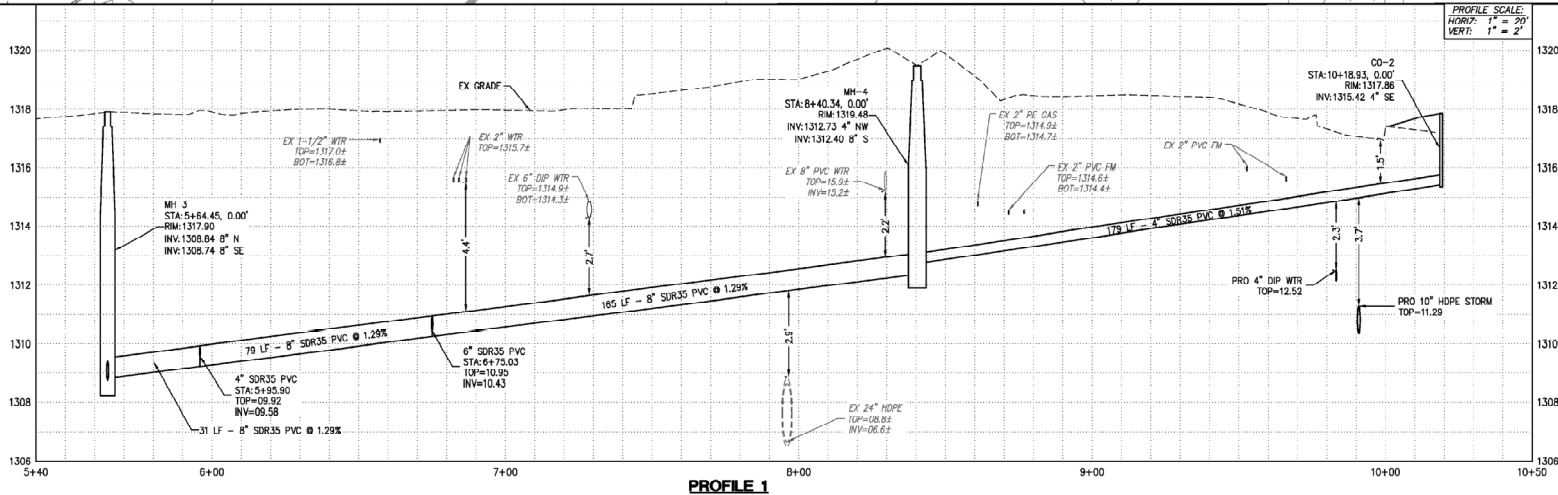 PROFILE SCALE:
HORIZ: 1" = 20'
VERT: 1" = 2'
1320
1318
1316
1314
1312
1310
1308
1306
1320
1318
1316
1314
1312
1310
1308
1306
EX GRADE
MH 3
STA:5+64.45, 0.00'
RIM:1317.90
INV:1308.84 8" N
INV:1308.74 8" SE
EX 1-1/2" WTR
TOP=1317.0±
BOT=1316.8±
EX 2" WTR
TOP=1315.7±
EX 6" DIP WTR
TOP=1314.9±
BOT=1314.3±
4.4'
2.7'
MH-4
STA:8+40.34, 0.00'
RIM:1319.48
INV:1312.73 4" NW
INV:1312.40 8" S
EX 8" PVC WTR
TOP=15.9±
INV=15.2±
2.2'
EX 2" PE GAS
TOP=1314.9±
BOT=1314.7±
EX 2" PVC FM
TOP=1314.6±
BOT=1314.4±
EX 2" PVC FM
CO-2
STA:10+18.93, 0.00'
RIM:1317.86
INV:1315.42 4" SE
1.5'
79 LF - 8" SDR35 PVC @ 1.29%
165 LF - 8" SDR35 PVC @ 1.29%
179 LF - 4" SDR35 PVC @ 1.51%
2.3'
3.7'
PRO 4" DIP WTR
TOP=12.52
PRO 10" HDPE STORM
TOP=11.29
4" SDR35 PVC
STA:5+95.90
TOP=09.92
INV=09.58
31 LF - 8" SDR35 PVC @ 1.29%
6" SDR35 PVC
STA:6+75.03
TOP=10.95
INV=10.43
2.9'
EX 24" HDPE
TOP=08.8±
INV=06.6±
5+40
6+00
7+00
8+00
9+00
10+00
10+50
PROFILE 1